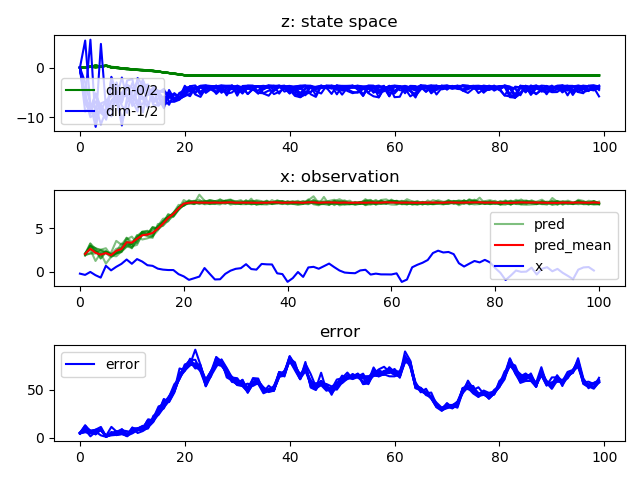 z: state space
0
−10
dim-0/2
dim-1/2
0 20 40 60 80 100
x: observation
5
0
pred
pred_mean
x
0 20 40 60 80 100
error
50
0
error
0 20 40 60 80 100